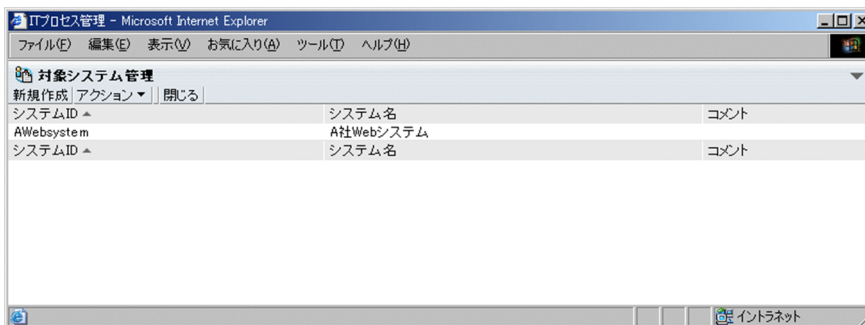 ITプロセス管理 - Microsoft Internet Explorer
ファイル(F) 編集(E) 表示(V) お気に入り(A) ツール(T) ヘルプ(H)
対象システム管理
新規作成 アクション 閉じる
システムID システム名 コメント
AWebsystem A社Webシステム
システムID システム名 コメント
イントラネット